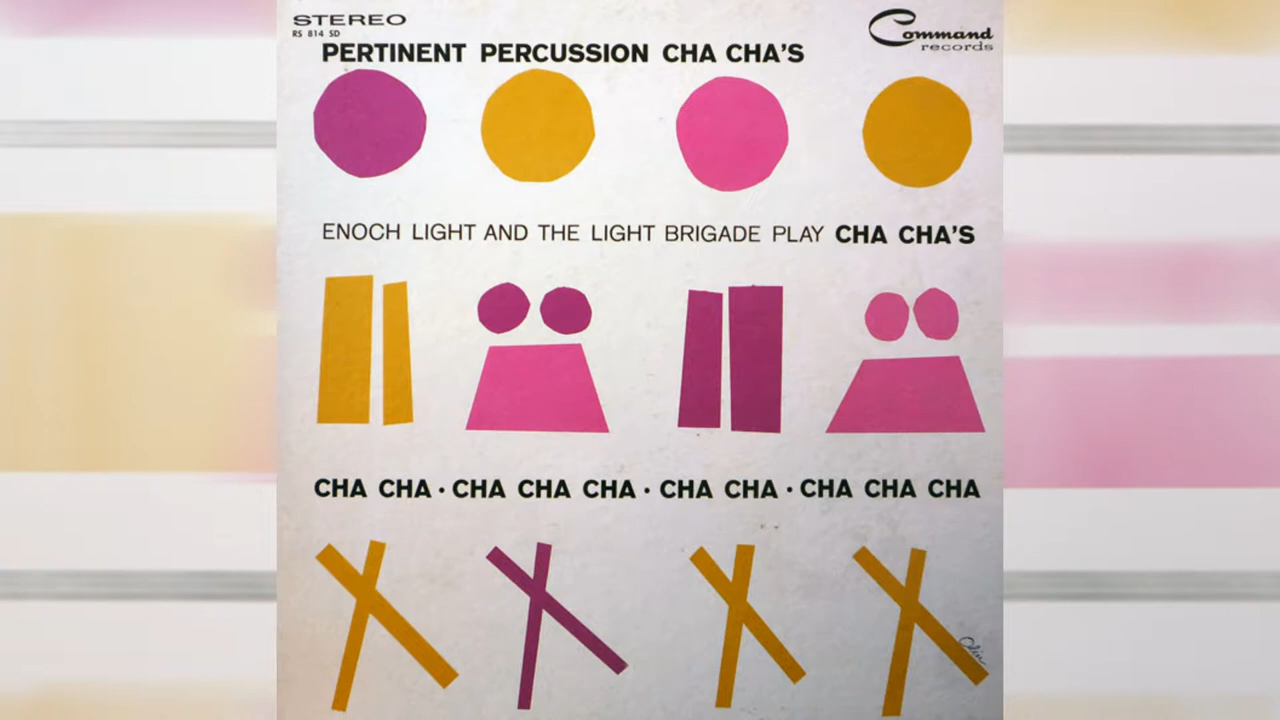 STEREO
RS 814 SD
Command
records
PERTINENT PERCUSSION CHA CHA'S
ENOCH LIGHT AND THE LIGHT BRIGADE PLAY CHA CHA'S
CHA CHA · CHA CHA CHA · CHA CHA · CHA CHA CHA